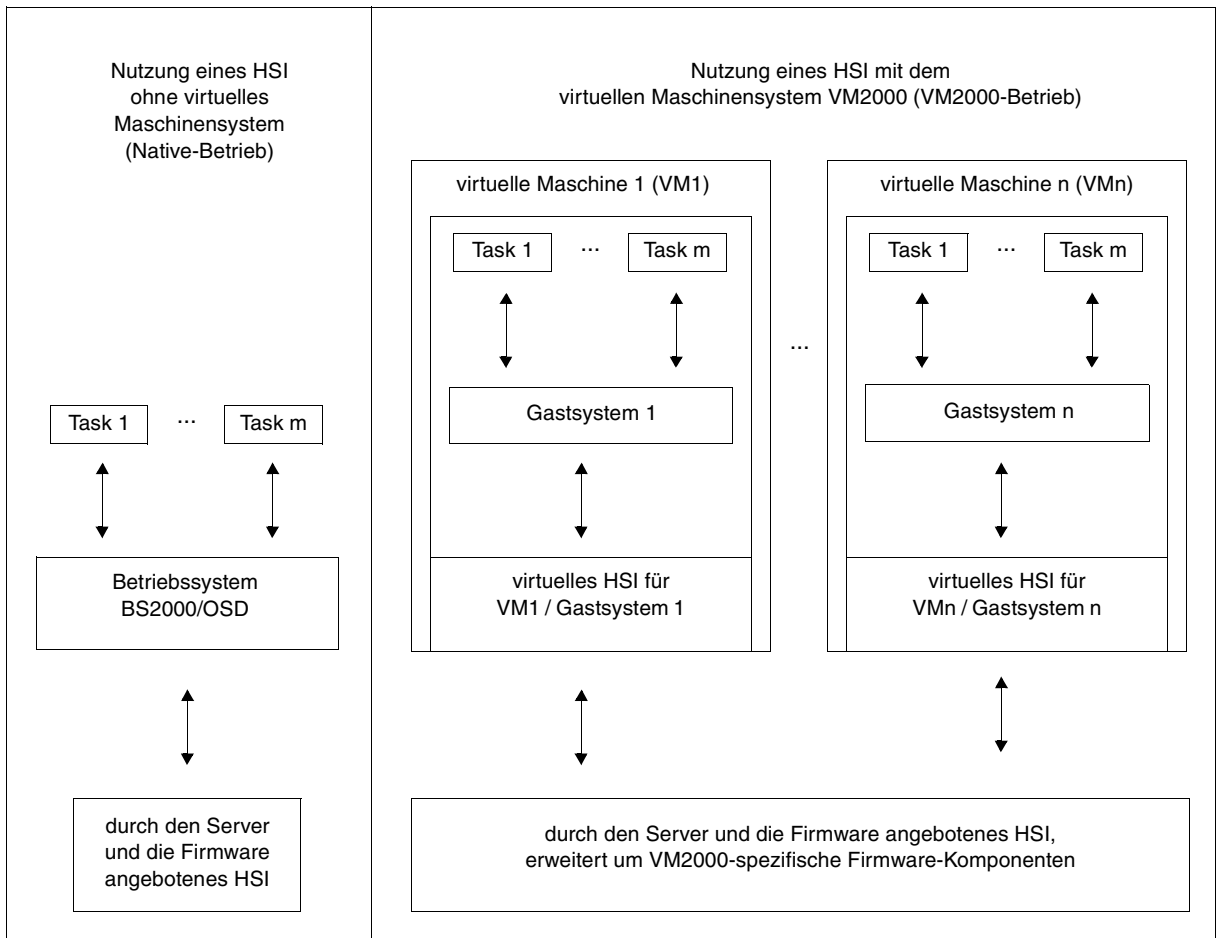 Nutzung eines HSI
ohne virtuelles
Maschinensystem
(Native-Betrieb)
Task 1
...
Task m
Betriebssystem
BS2000/OSD
durch den Server
und die Firmware
angebotenes HSI
Nutzung eines HSI mit dem
virtuellen Maschinensystem VM2000 (VM2000-Betrieb)
virtuelle Maschine 1 (VM1)
Task 1
...
Task m
Gastsystem 1
virtuelles HSI für
VM1 / Gastsystem 1
...
virtuelle Maschine n (VMn)
Task 1
...
Task m
Gastsystem n
virtuelles HSI für
VMn / Gastsystem n
durch den Server und die Firmware angebotenes HSI,
erweitert um VM2000-spezifische Firmware-Komponenten